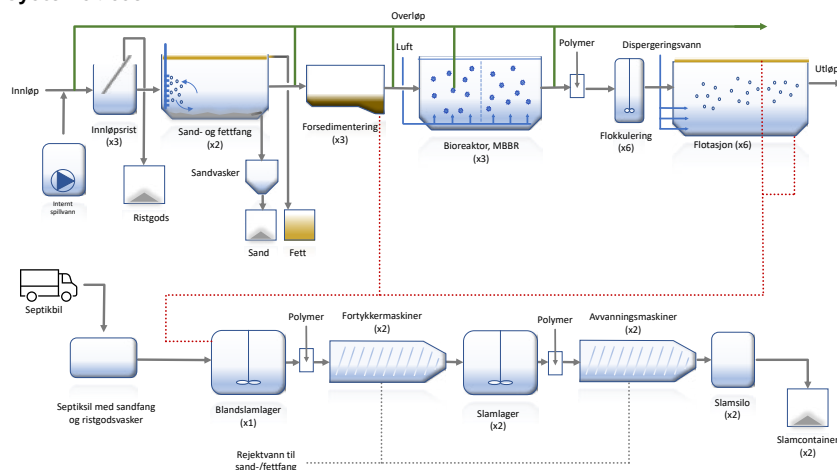 Overløp
Luft
Polymer
Dispergeringsvann
Innløp
Utløp
Innløpsrist
(x3)
Sand- og fettfang
(x2)
Forsedimentering
(x3)
Bioreaktor, MBBR
(x3)
Flokkulering
(x6)
Flotasjon (x6)
Sandvasker
Internt
spillvann
Ristgods
Sand
Fett
Septikbil
Polymer
Fortykkermaskiner
(x2)
Polymer
Avvanningsmaskiner
(x2)
Septiksil med sandfang
og ristgodsvasker
Blandslamlager
(x1)
Slamlager
(x2)
Slamsilo
(x2)
Slamcontainer
(x2)
Rejektvann til
sand-/fettfang